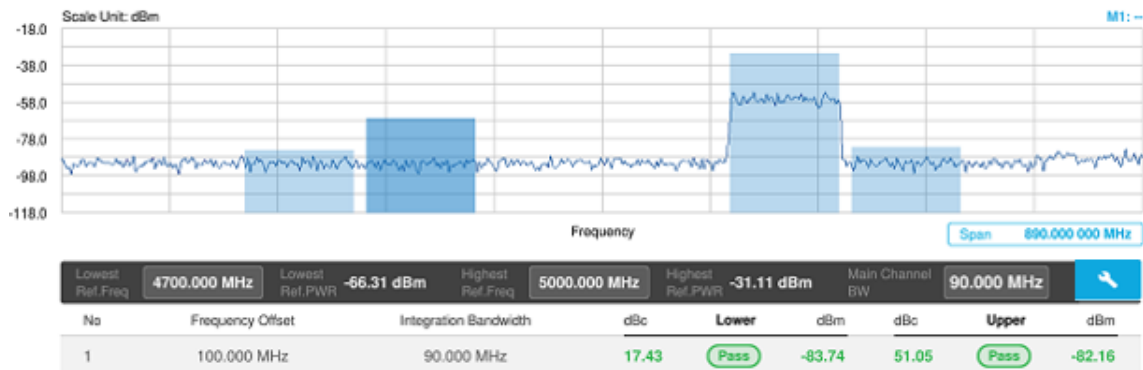 Scale Unit: dBm M1: --
-18.0
-38.0
-58.0
-78.0
-98.0
-118.0
Frequency
Span 890.000 000 MHz
Lowest Ref.Freq 4700.000 MHz Lowest Ref.PWR -66.31 dBm Highest Ref.Freq 5000.000 MHz Highest Ref.PWR -31.11 dBm Main Channel BW 90.000 MHz
No Frequency Offset Integration Bandwidth dBc Lower dBm dBc Upper dBm
1 100.000 MHz 90.000 MHz 17.43 Pass -83.74 51.05 Pass -82.16